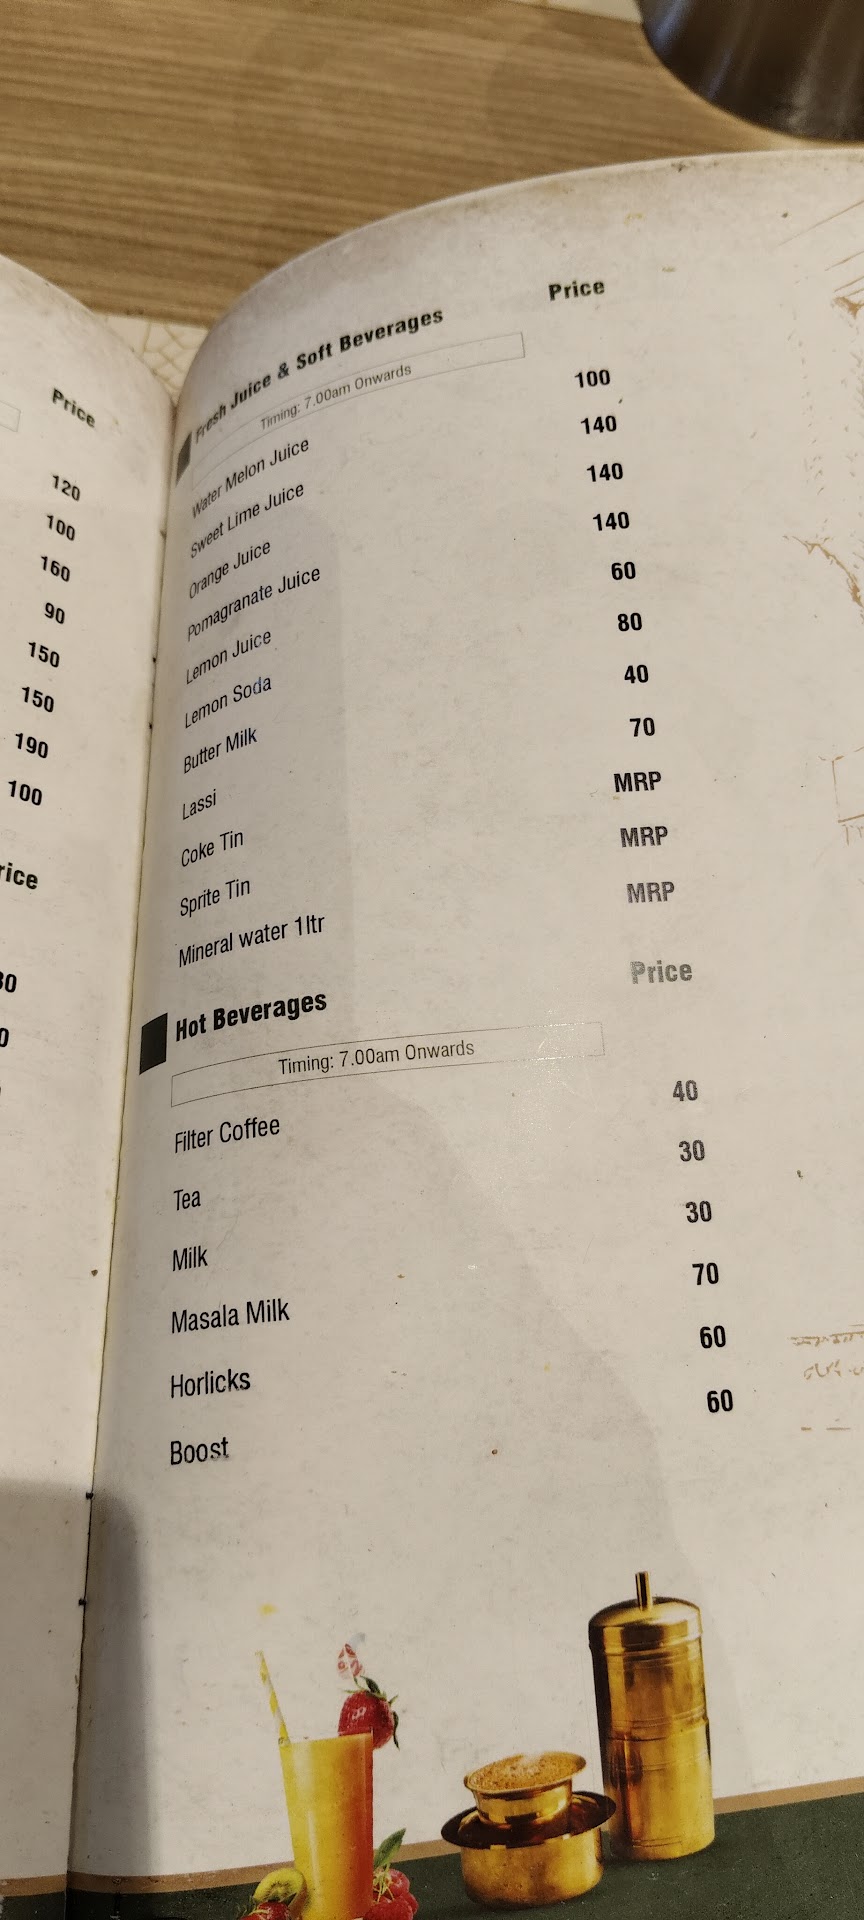 Price
120
100
160
90
150
150
190
100
Fresh Juice & Soft Beverages Price
Timing: 7.00am Onwards
Water Melon Juice 100
Sweet Lime Juice 140
Orange Juice 140
Pomagranate Juice 140
Lemon Juice 60
Lemon Soda 80
Butter Milk 40
Lassi 70
Coke Tin MRP
Sprite Tin MRP
Mineral water 1ltr MRP
Hot Beverages Price
Timing: 7.00am Onwards
Filter Coffee 40
Tea 30
Milk 30
Masala Milk 70
Horlicks 60
Boost 60